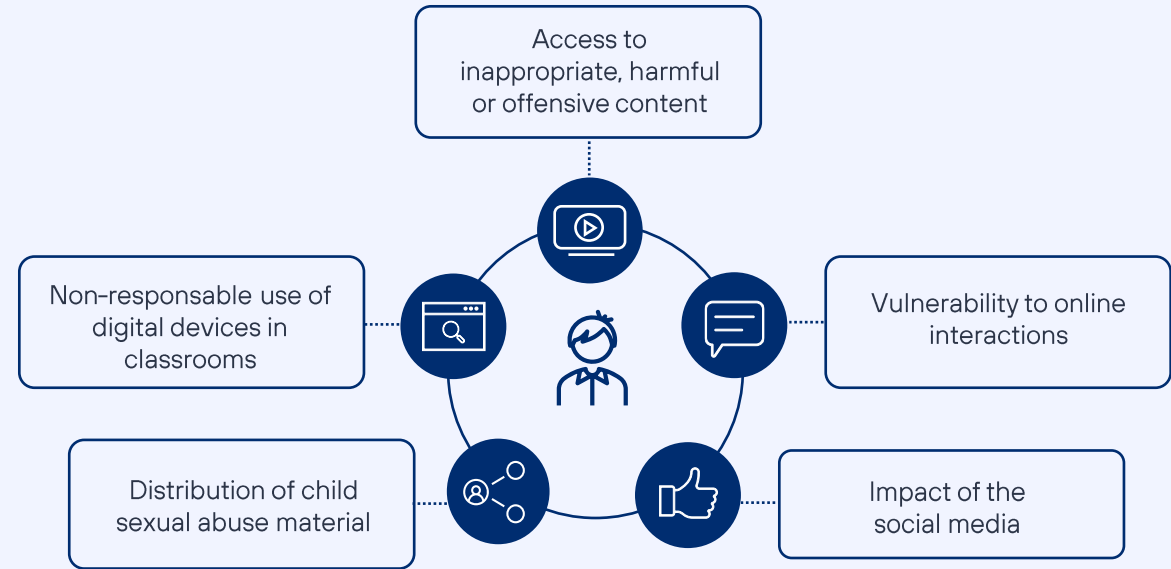 Access to
inappropriate, harmful
or offensive content
Non-responsable use of
digital devices in
classrooms
Vulnerability to online
interactions
Distribution of child
sexual abuse material
Impact of the
social media